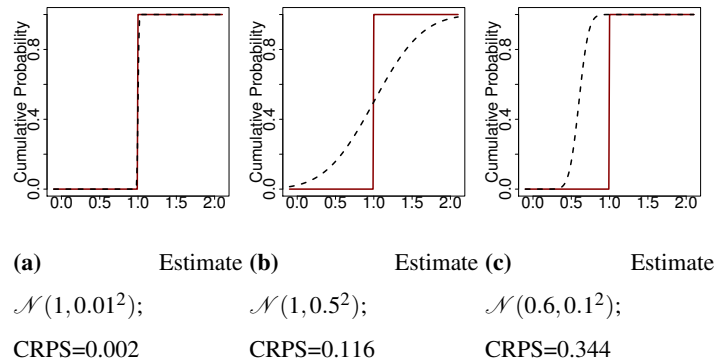 Cumulative Probability
0.0 0.4 0.8
0.0 0.5 1.0 1.5 2.0
Cumulative Probability
0.0 0.4 0.8
0.0 0.5 1.0 1.5 2.0
Cumulative Probability
0.0 0.4 0.8
0.0 0.5 1.0 1.5 2.0
(a) Estimate
𝒩(1,0.01²);
CRPS=0.002
(b) Estimate
𝒩(1,0.5²);
CRPS=0.116
(c) Estimate
𝒩(0.6,0.1²);
CRPS=0.344